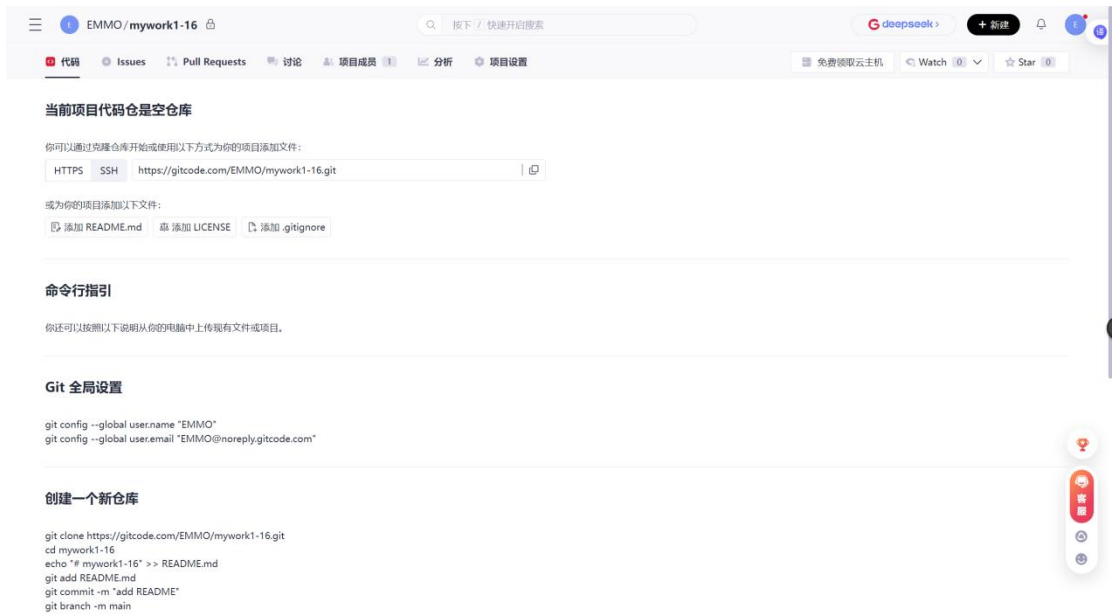 E EMMO/mywork1-16 按下 / 快速开启搜索 G deepseek › + 新建 E 译
代码 Issues Pull Requests 讨论 项目成员 1 分析 项目设置 免费领取云主机 Watch 0 Star 0
当前项目代码仓是空仓库
你可以通过克隆仓库开始或使用以下方式为你的项目添加文件：
HTTPS SSH https://gitcode.com/EMMO/mywork1-16.git
或为你的项目添加以下文件：
添加 README.md 添加 LICENSE 添加 .gitignore
命令行指引
你还可以按照以下说明从你的电脑中上传现有文件或项目。
Git 全局设置
git config --global user.name "EMMO"
git config --global user.email "EMMO@noreply.gitcode.com"
创建一个新仓库
git clone https://gitcode.com/EMMO/mywork1-16.git
cd mywork1-16
echo "# mywork1-16" >> README.md
git add README.md
git commit -m "add README"
git branch -m main
客服